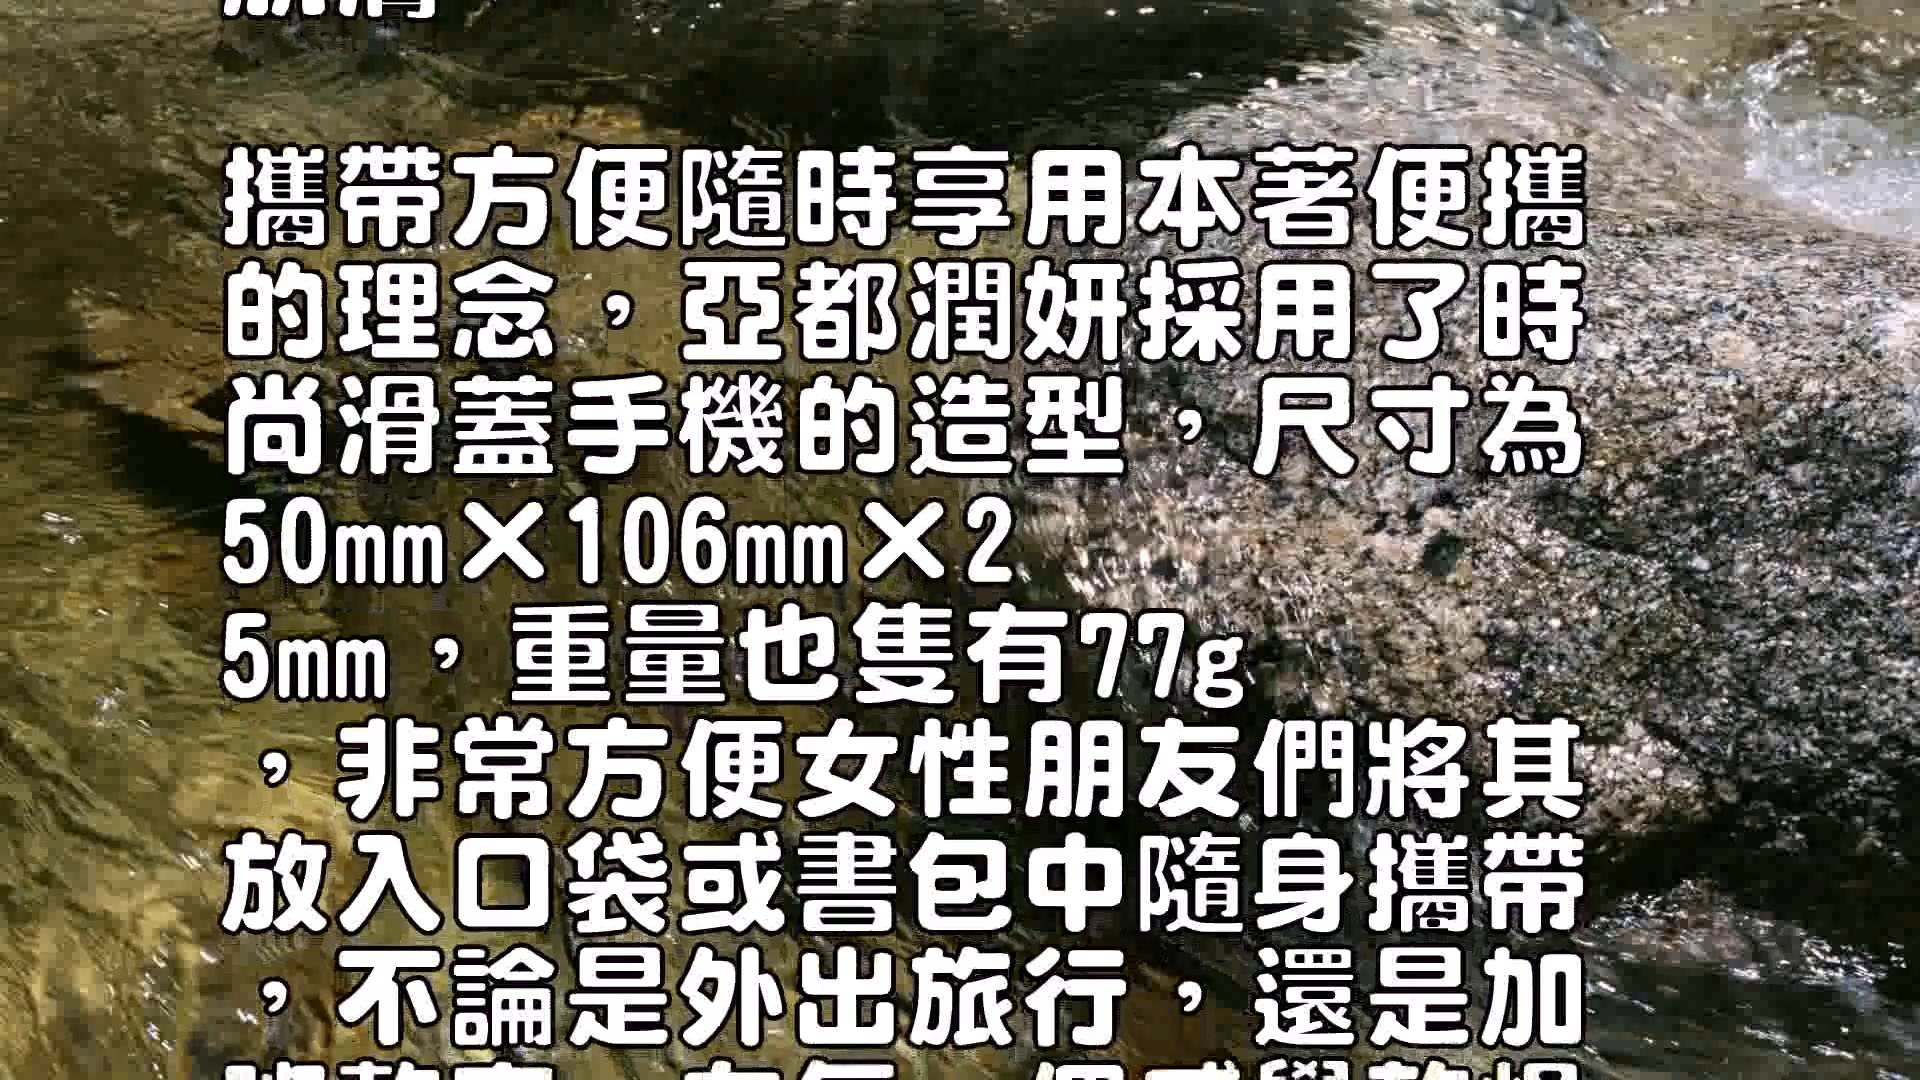 攜帶方便隨時享用本著便攜
的理念，亞都潤妍採用了時
尚滑蓋手機的造型，尺寸為
50mm×106mm×2
5mm，重量也隻有77g
，非常方便女性朋友們將其
放入口袋或書包中隨身攜帶
，不論是外出旅行，還是加